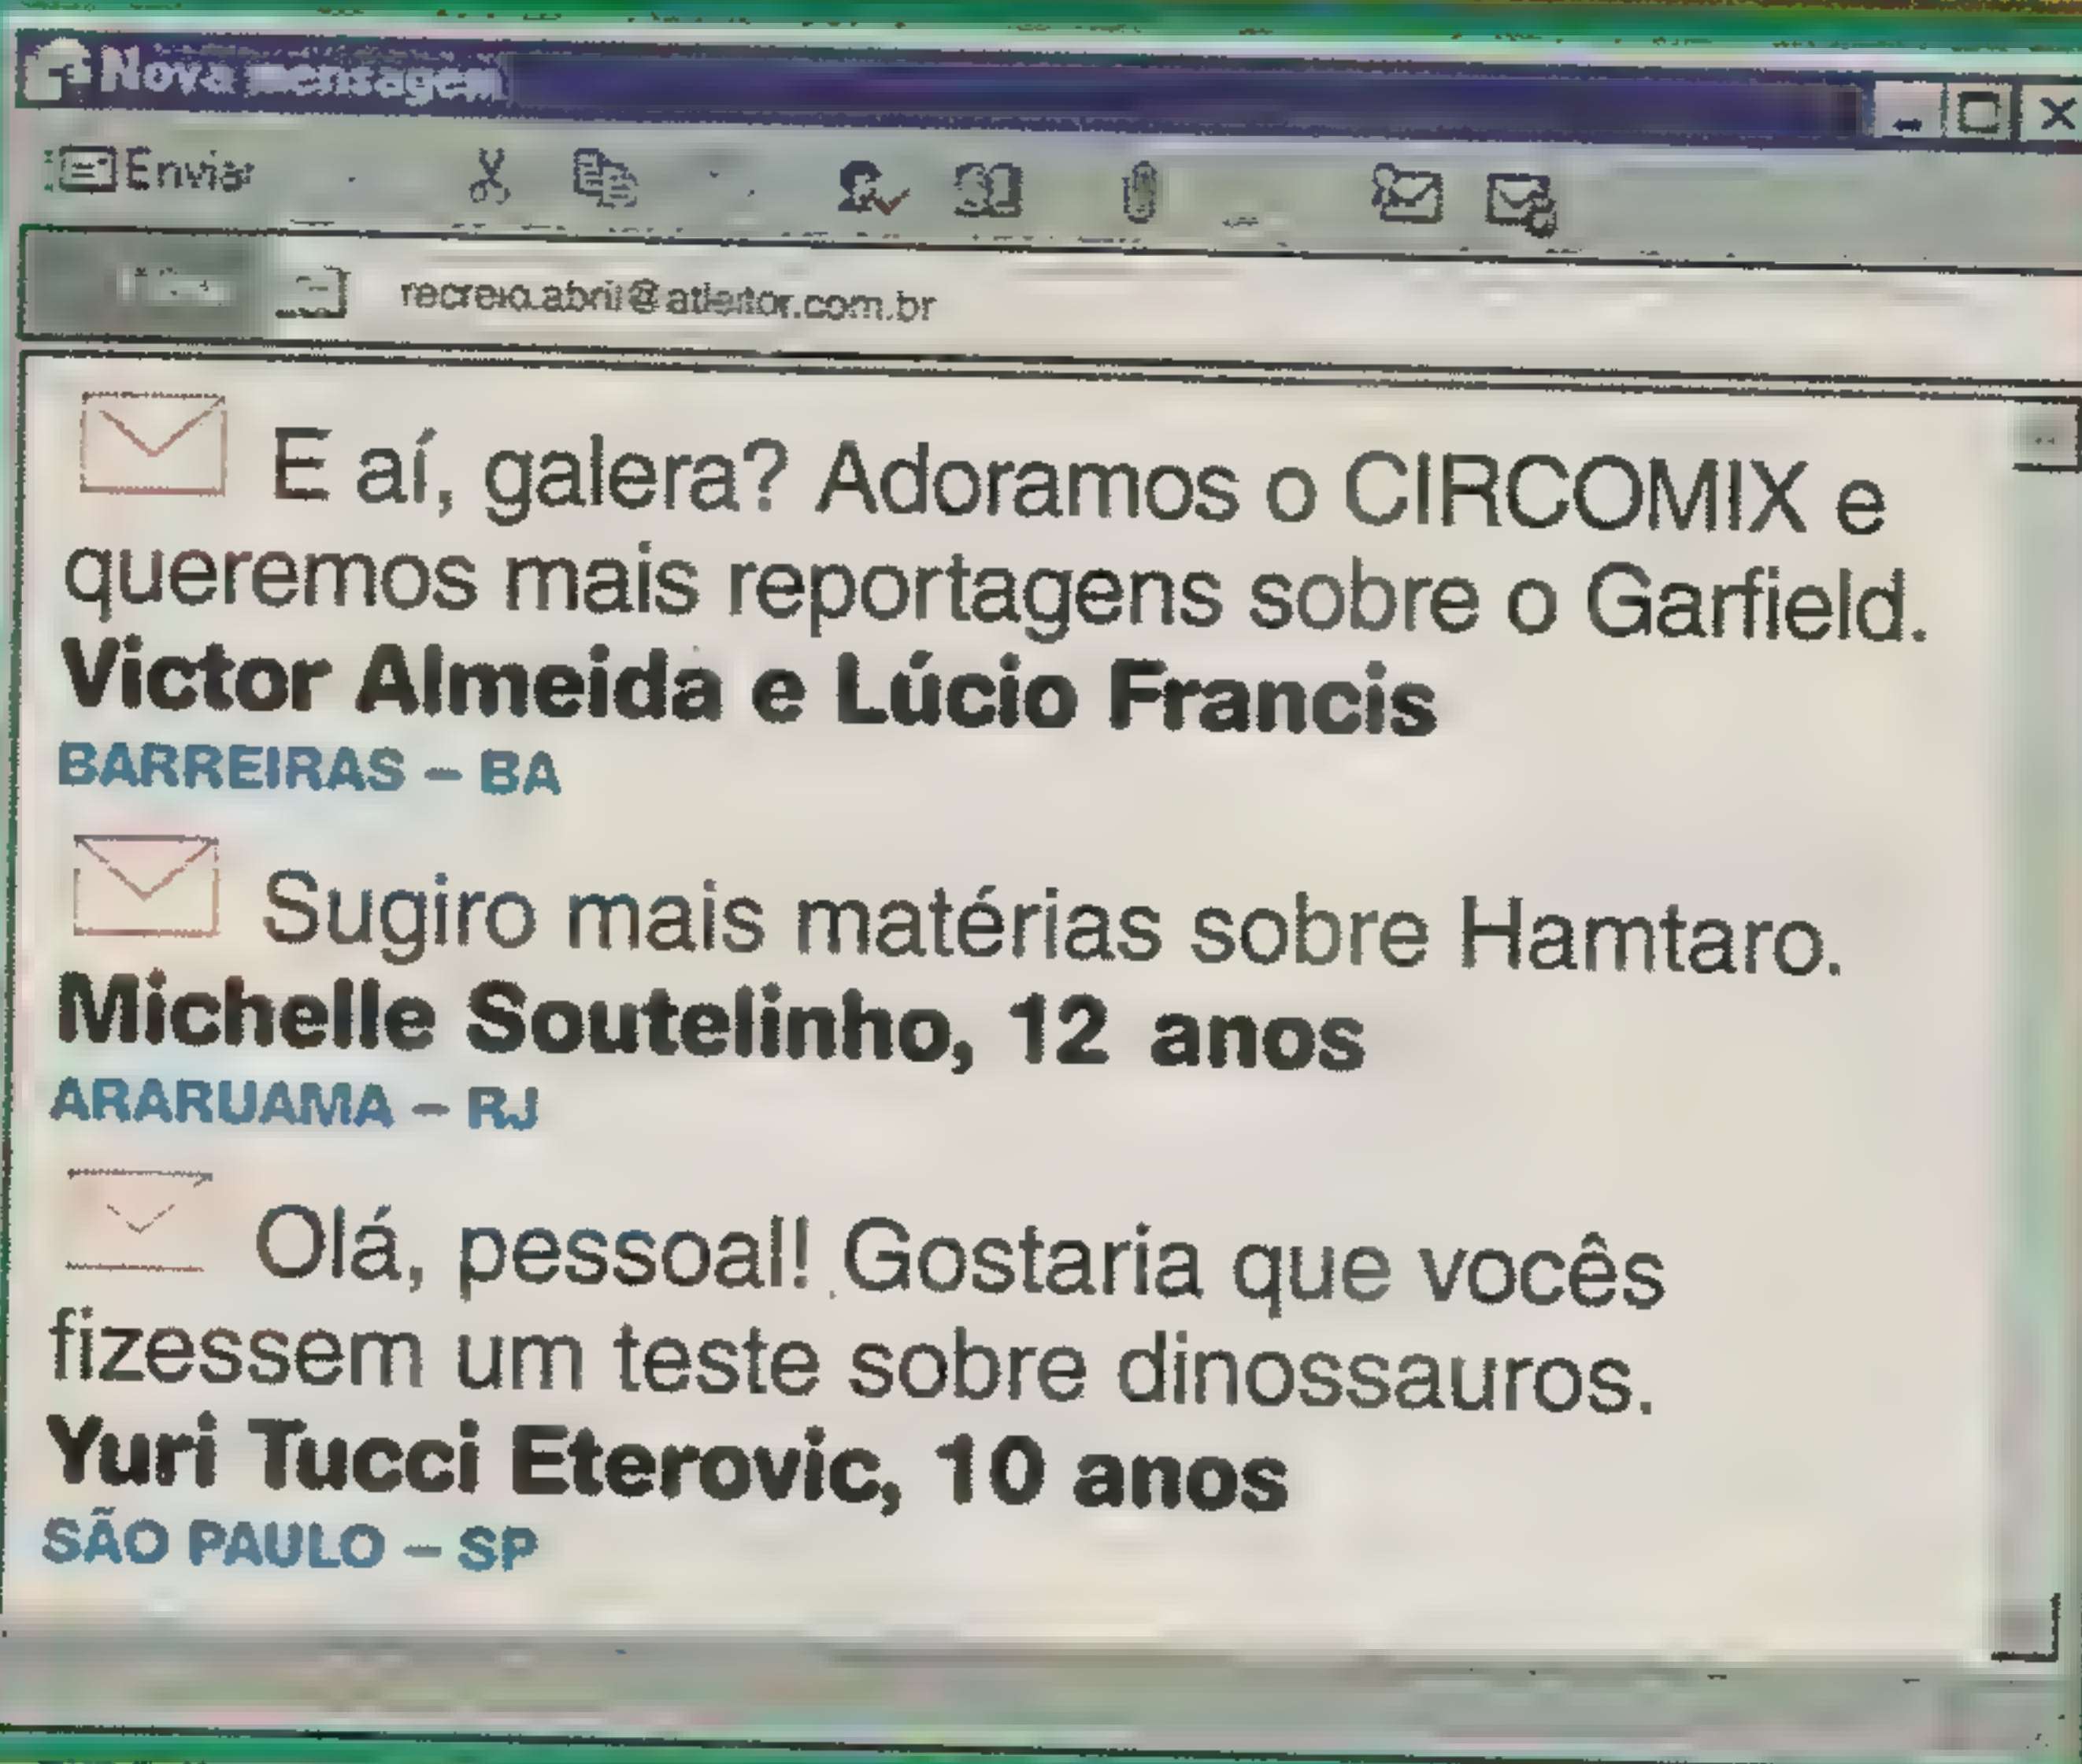 Nova mensagem
Enviar
recreio.abril@atleitor.com.br
E aí, galera? Adoramos o CIRCOMIX e
queremos mais reportagens sobre o Garfield.
Victor Almeida e Lúcio Francis
BARREIRAS – BA
Sugiro mais matérias sobre Hamtaro.
Michelle Soutelinho, 12 anos
ARARUAMA – RJ
Olá, pessoal! Gostaria que vocês
fizessem um teste sobre dinossauros.
Yuri Tucci Eterovic, 10 anos
SÃO PAULO – SP